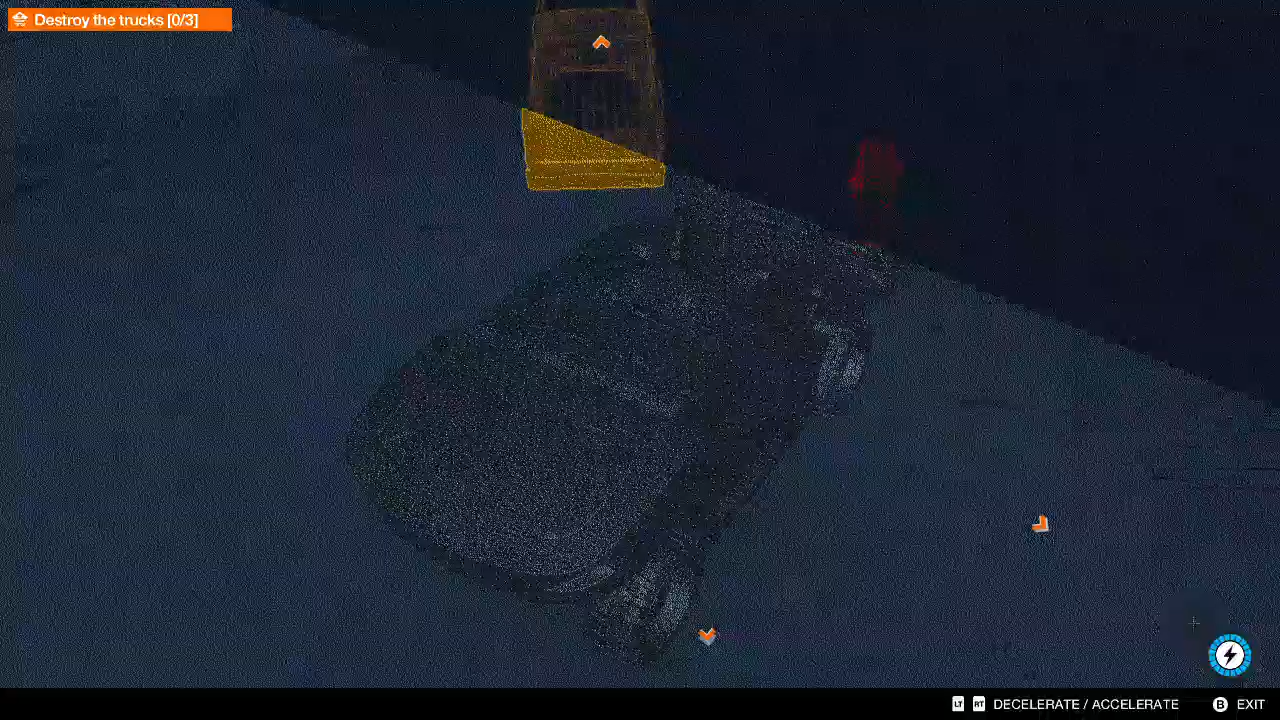 Destroy the trucks [0/3]
LT RT DECELERATE / ACCELERATE B EXIT